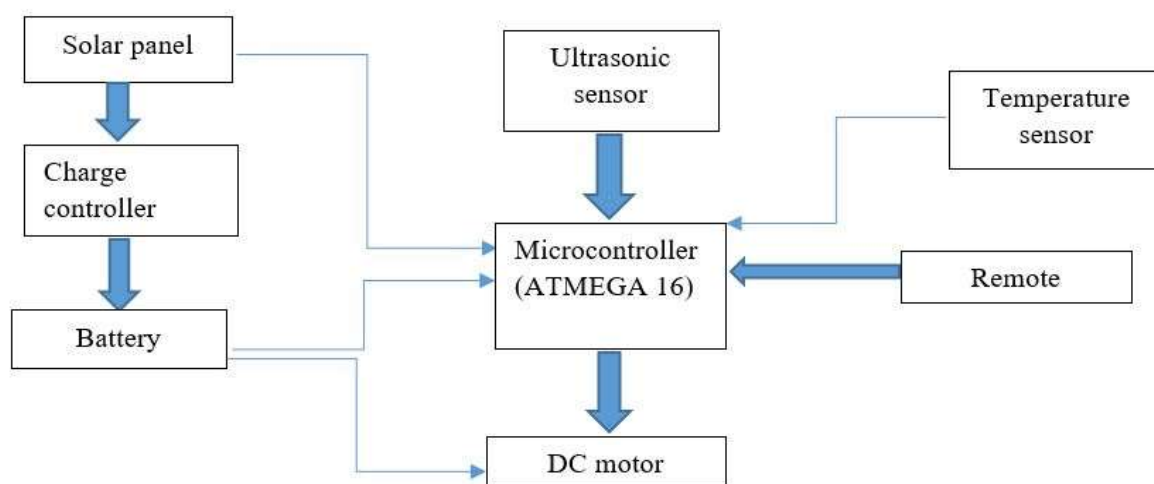 Solar panel
Ultrasonic
sensor
Temperature
sensor
Charge
controller
Microcontroller
(ATMEGA 16)
Remote
Battery
DC motor